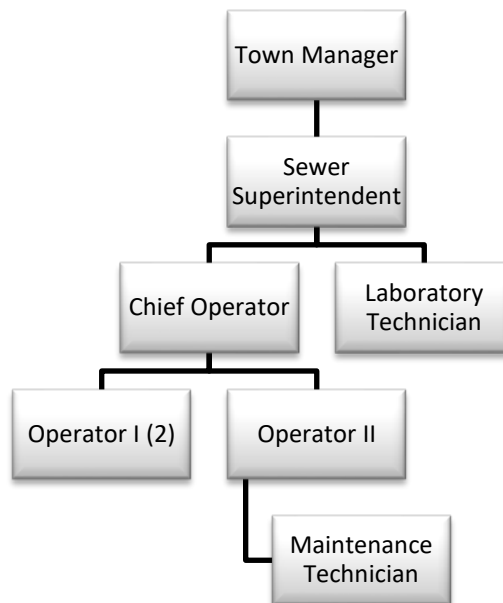 Town Manager
Sewer
Superintendent
Chief Operator
Laboratory
Technician
Operator I (2)
Operator II
Maintenance
Technician